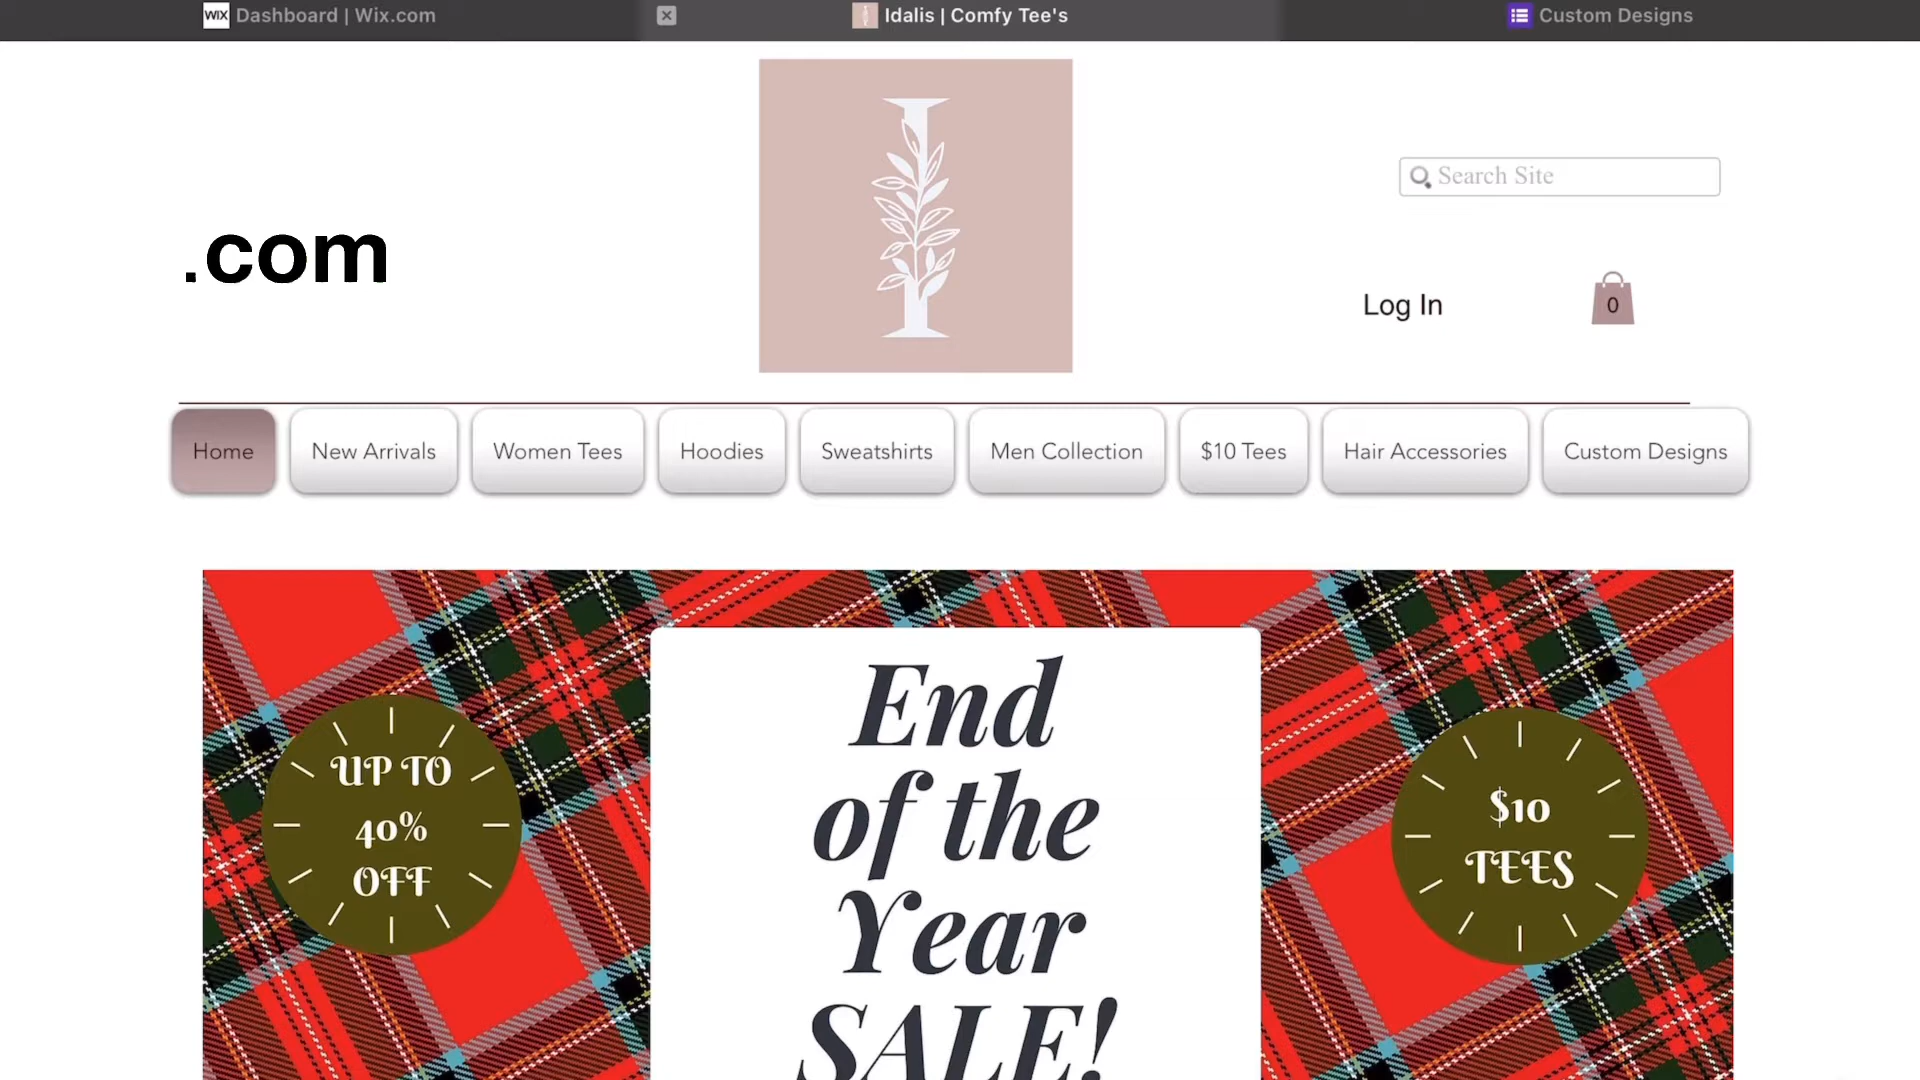 WIX Dashboard | Wix.com
Idalis | Comfy Tee's
Custom Designs
I
Search Site
.com
Log In
0
Home
New Arrivals
Women Tees
Hoodies
Sweatshirts
Men Collection
$10 Tees
Hair Accessories
Custom Designs
End
of the
Year
SALE!
UP TO
40%
OFF
$10
TEES